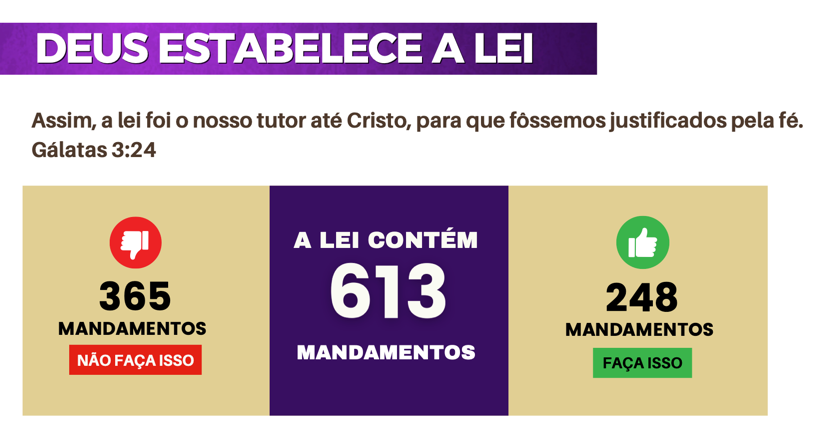 DEUS ESTABELECE A LEI
Assim, a lei foi o nosso tutor até Cristo, para que fôssemos justificados pela fé.
Gálatas 3:24
365
MANDAMENTOS
NÃO FAÇA ISSO
A LEI CONTÉM
613
MANDAMENTOS
248
MANDAMENTOS
FAÇA ISSO